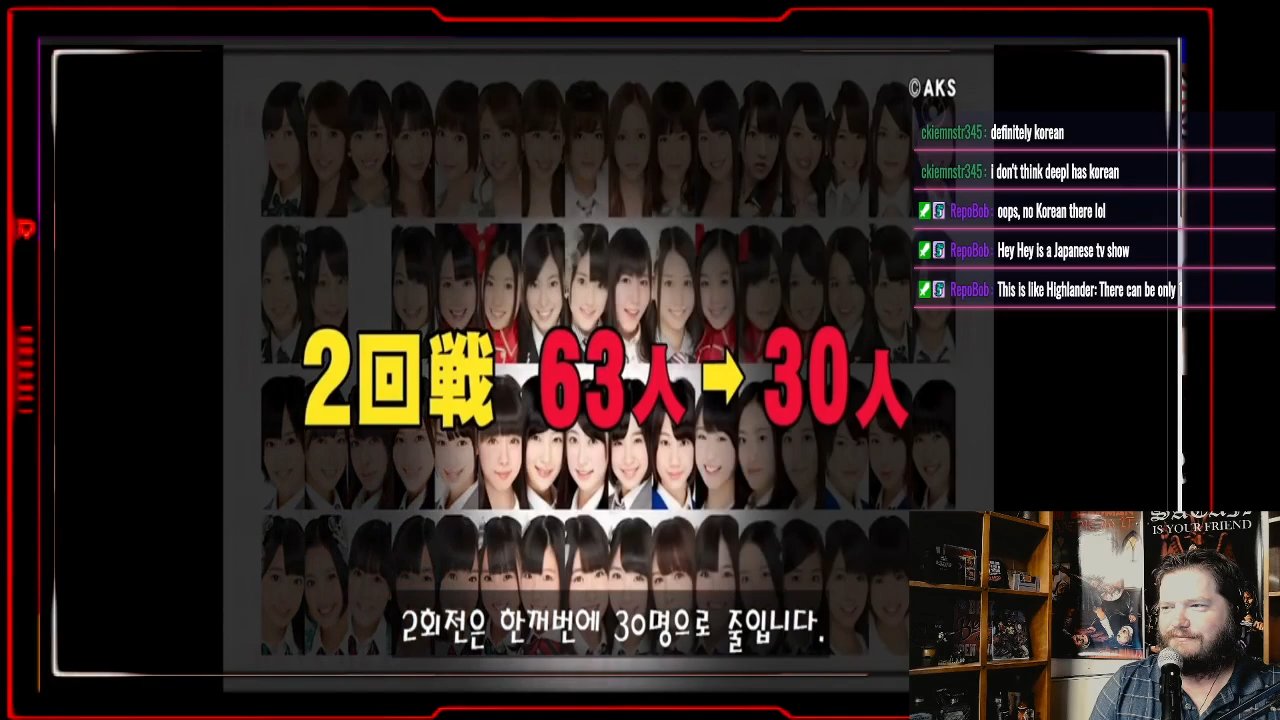 ©AKS
ckiemnstr345: definitely korean
ckiemnstr345: i don't think deepl has korean
RepoBob: oops, no Korean there lol
RepoBob: Hey Hey is a Japanese tv show
RepoBob: This is like Highlander: There can be only 1
2回戦 63人➡30人
IS YOUR FRIEND
2회전은 한꺼번에 30명으로 줄입니다.